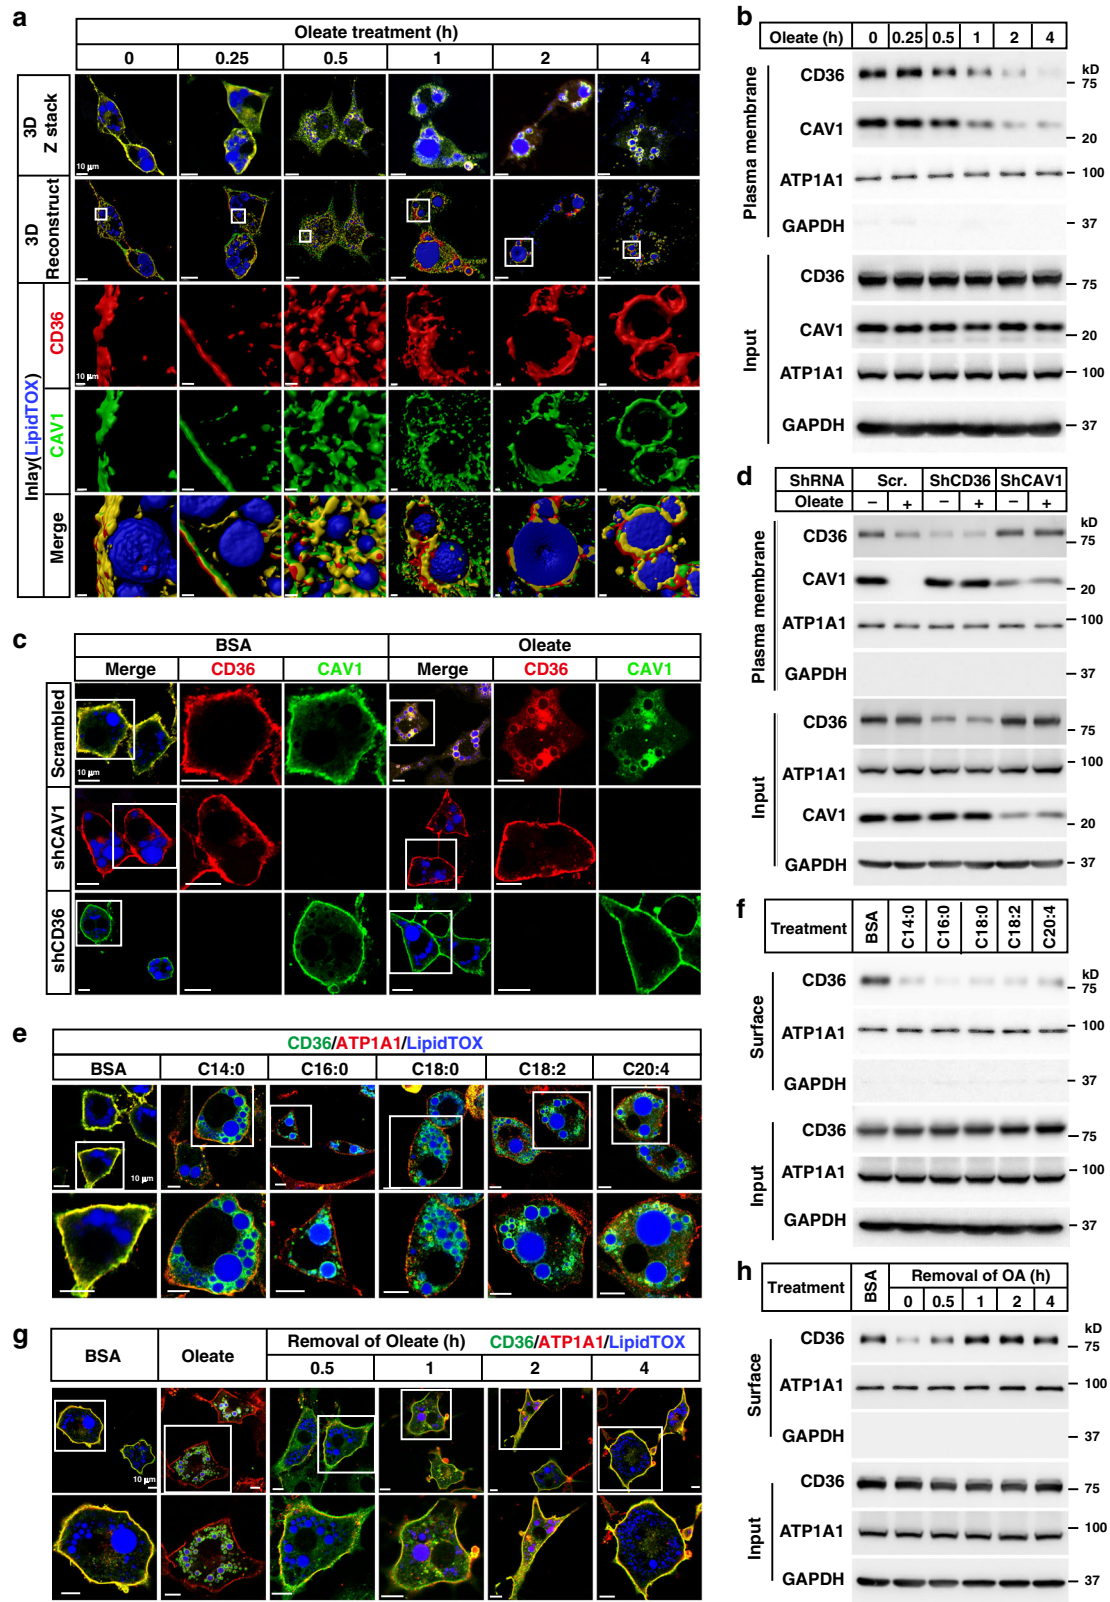 a
Oleate treatment (h)
0 0.25 0.5 1 2 4
3D Z stack
10 μm
3D Reconstruct
Inlay(LipidTOX)
CD36
10 μm
CAV1
Merge
b
Oleate (h) 0 0.25 0.5 1 2 4
Plasma membrane
kD
CD36 75
CAV1 20
ATP1A1 100
GAPDH 37
Input
CD36 75
CAV1 20
ATP1A1 100
GAPDH 37
c
BSA Oleate
Merge CD36 CAV1 Merge CD36 CAV1
Scrambled
10 μm
shCAV1
shCD36
d
ShRNA Scr. ShCD36 ShCAV1
Oleate − + − + − +
Plasma membrane
kD
CD36 75
CAV1 20
ATP1A1 100
GAPDH 37
Input
CD36 75
ATP1A1 100
CAV1 20
GAPDH 37
e
CD36/ATP1A1/LipidTOX
BSA C14:0 C16:0 C18:0 C18:2 C20:4
10 μm
f
Treatment BSA C14:0 C16:0 C18:0 C18:2 C20:4
Surface
kD
CD36 75
ATP1A1 100
GAPDH 37
Input
CD36 75
ATP1A1 100
GAPDH 37
g
BSA Oleate Removal of Oleate (h) CD36/ATP1A1/LipidTOX
0.5 1 2 4
10 μm
h
Treatment BSA Removal of OA (h)
0 0.5 1 2 4
Surface
kD
CD36 75
ATP1A1 100
GAPDH 37
Input
CD36 75
ATP1A1 100
GAPDH 37